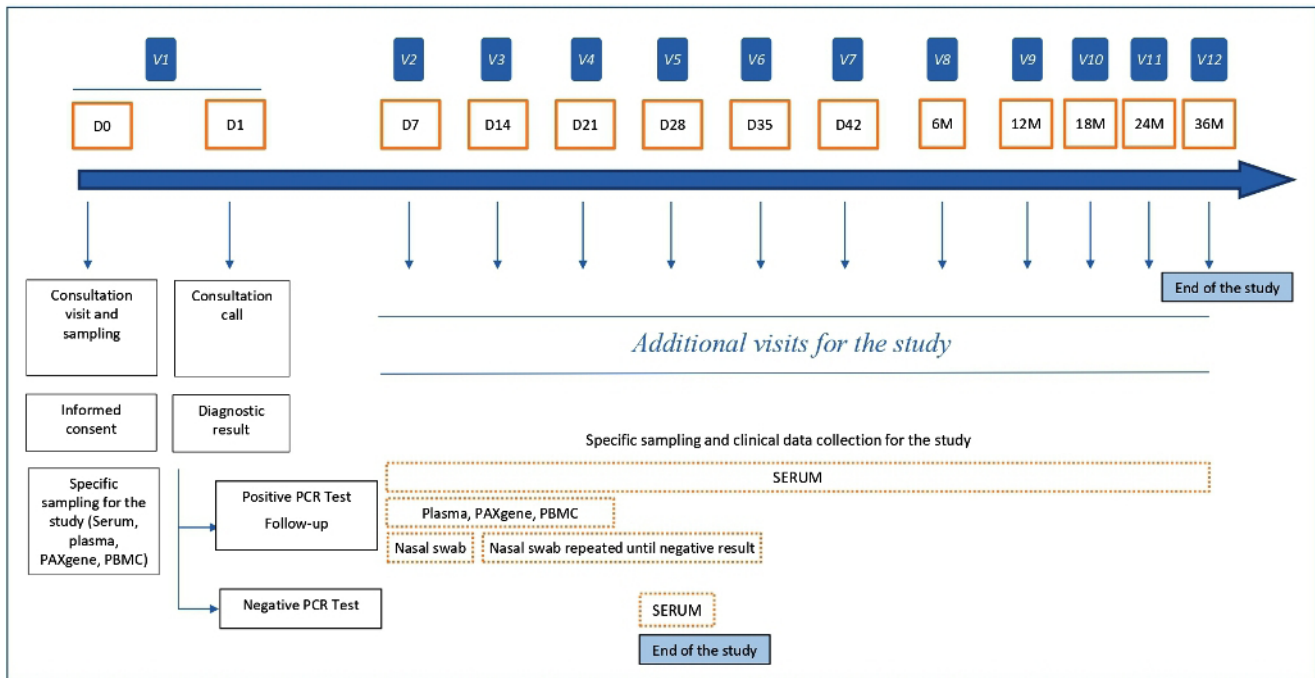 V1 V2 V3 V4 V5 V6 V7 V8 V9 V10 V11 V12
D0 D1 D7 D14 D21 D28 D35 D42 6M 12M 18M 24M 36M
Consultation
visit and
sampling
Consultation
call
End of the study
Additional visits for the study
Informed
consent
Diagnostic
result
Specific sampling and clinical data collection for the study
Specific
sampling for
the study
(Serum,
plasma,
PAXgene,
PBMC)
Positive PCR Test
Follow-up
SERUM
Plasma, PAXgene, PBMC
Nasal swab
Nasal swab repeated until negative result
Negative PCR Test
SERUM
End of the study